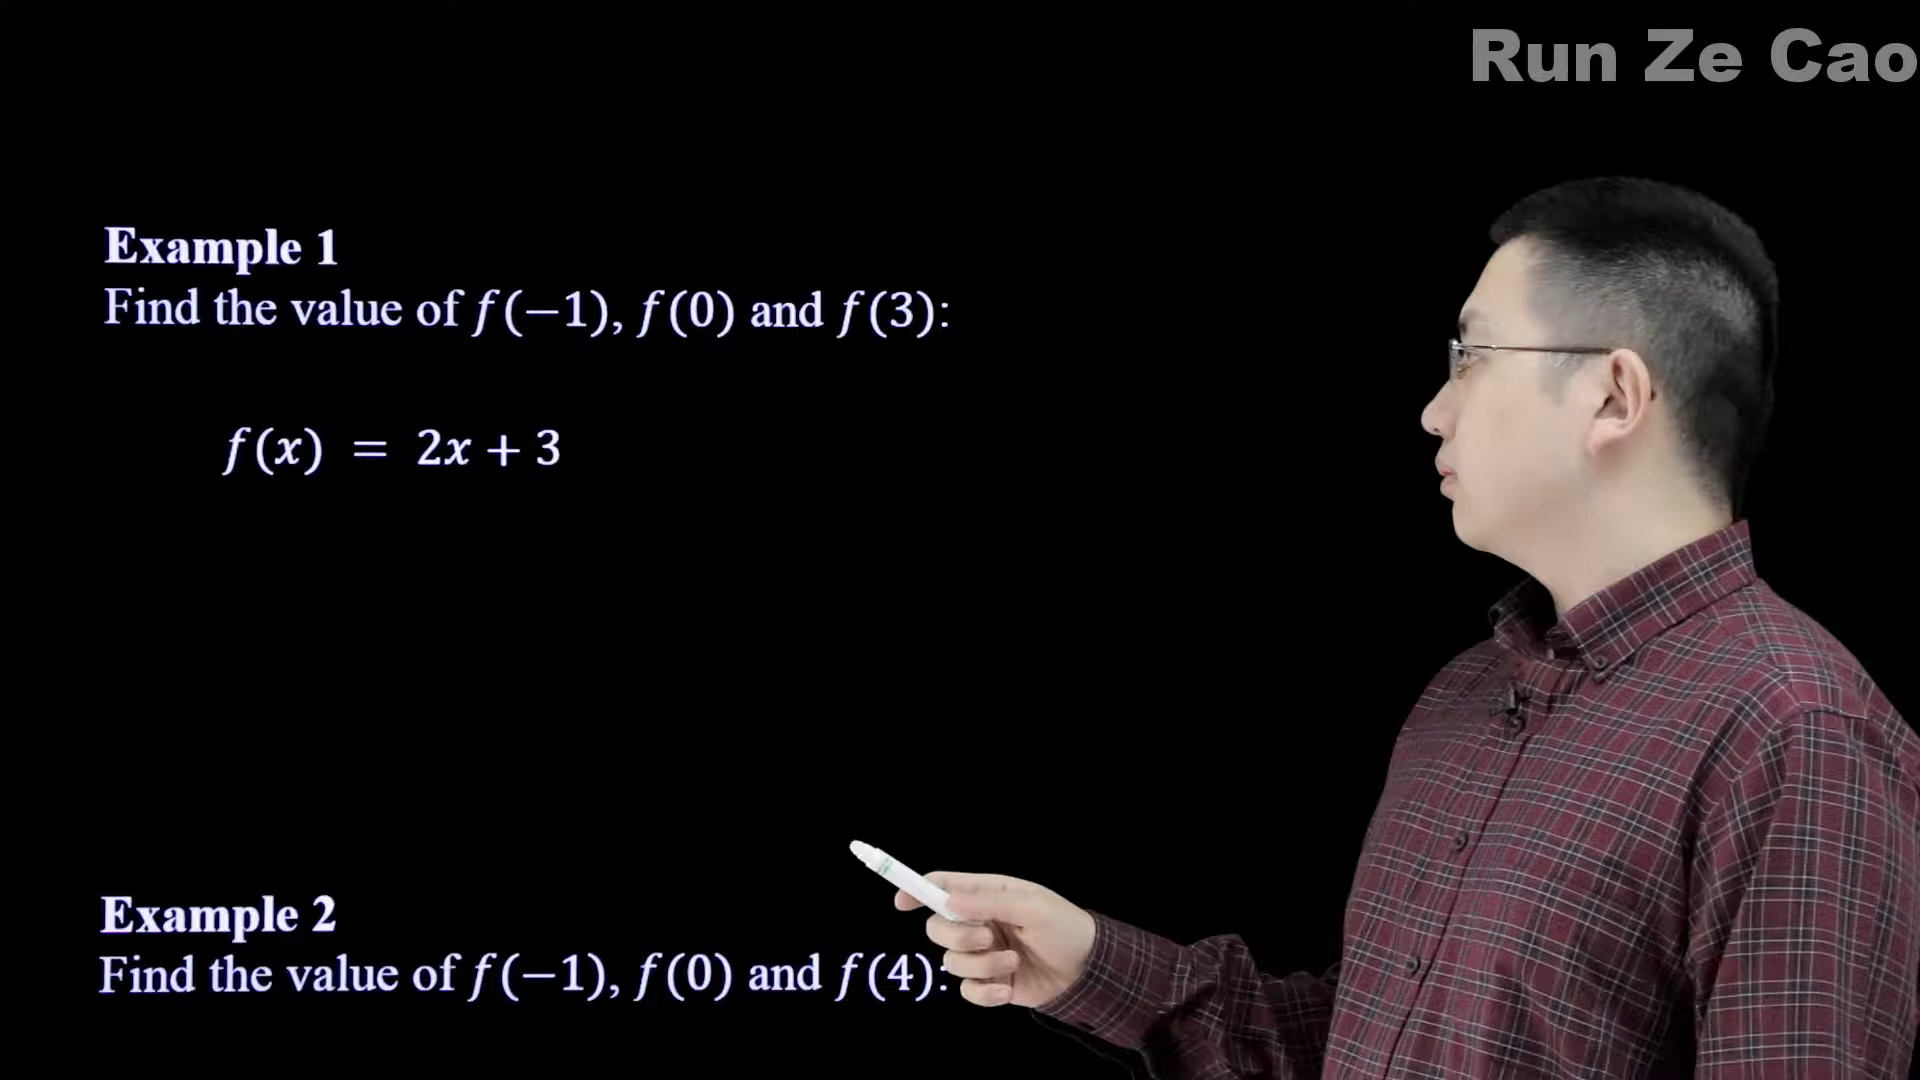 Run Ze Cao
Example 1
Find the value of f(−1), f(0) and f(3):
f(x) = 2x + 3
Example 2
Find the value of f(−1), f(0) and f(4):